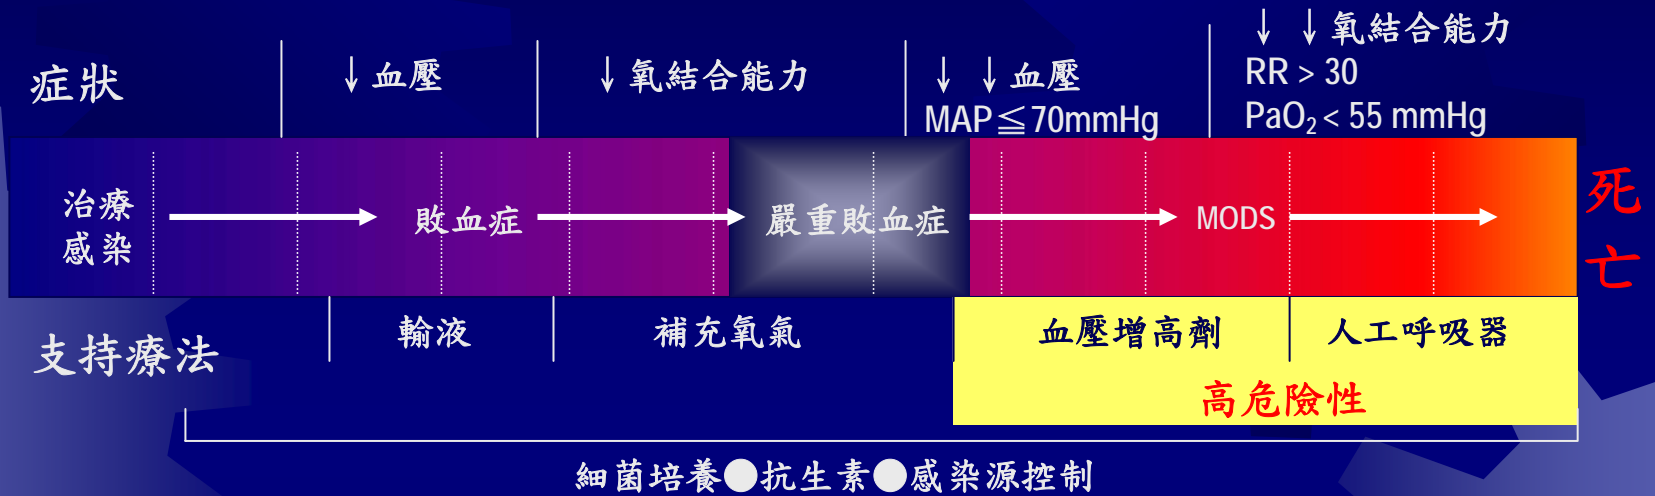 症狀
↓血壓
↓氧結合能力
↓ ↓血壓
MAP≦70mmHg
↓ ↓氧結合能力
RR > 30
PaO₂ < 55 mmHg
治療
感染
敗血症
嚴重敗血症
MODS
死
亡
支持療法
輸液
補充氧氣
血壓增高劑
人工呼吸器
高危險性
細菌培養●抗生素●感染源控制